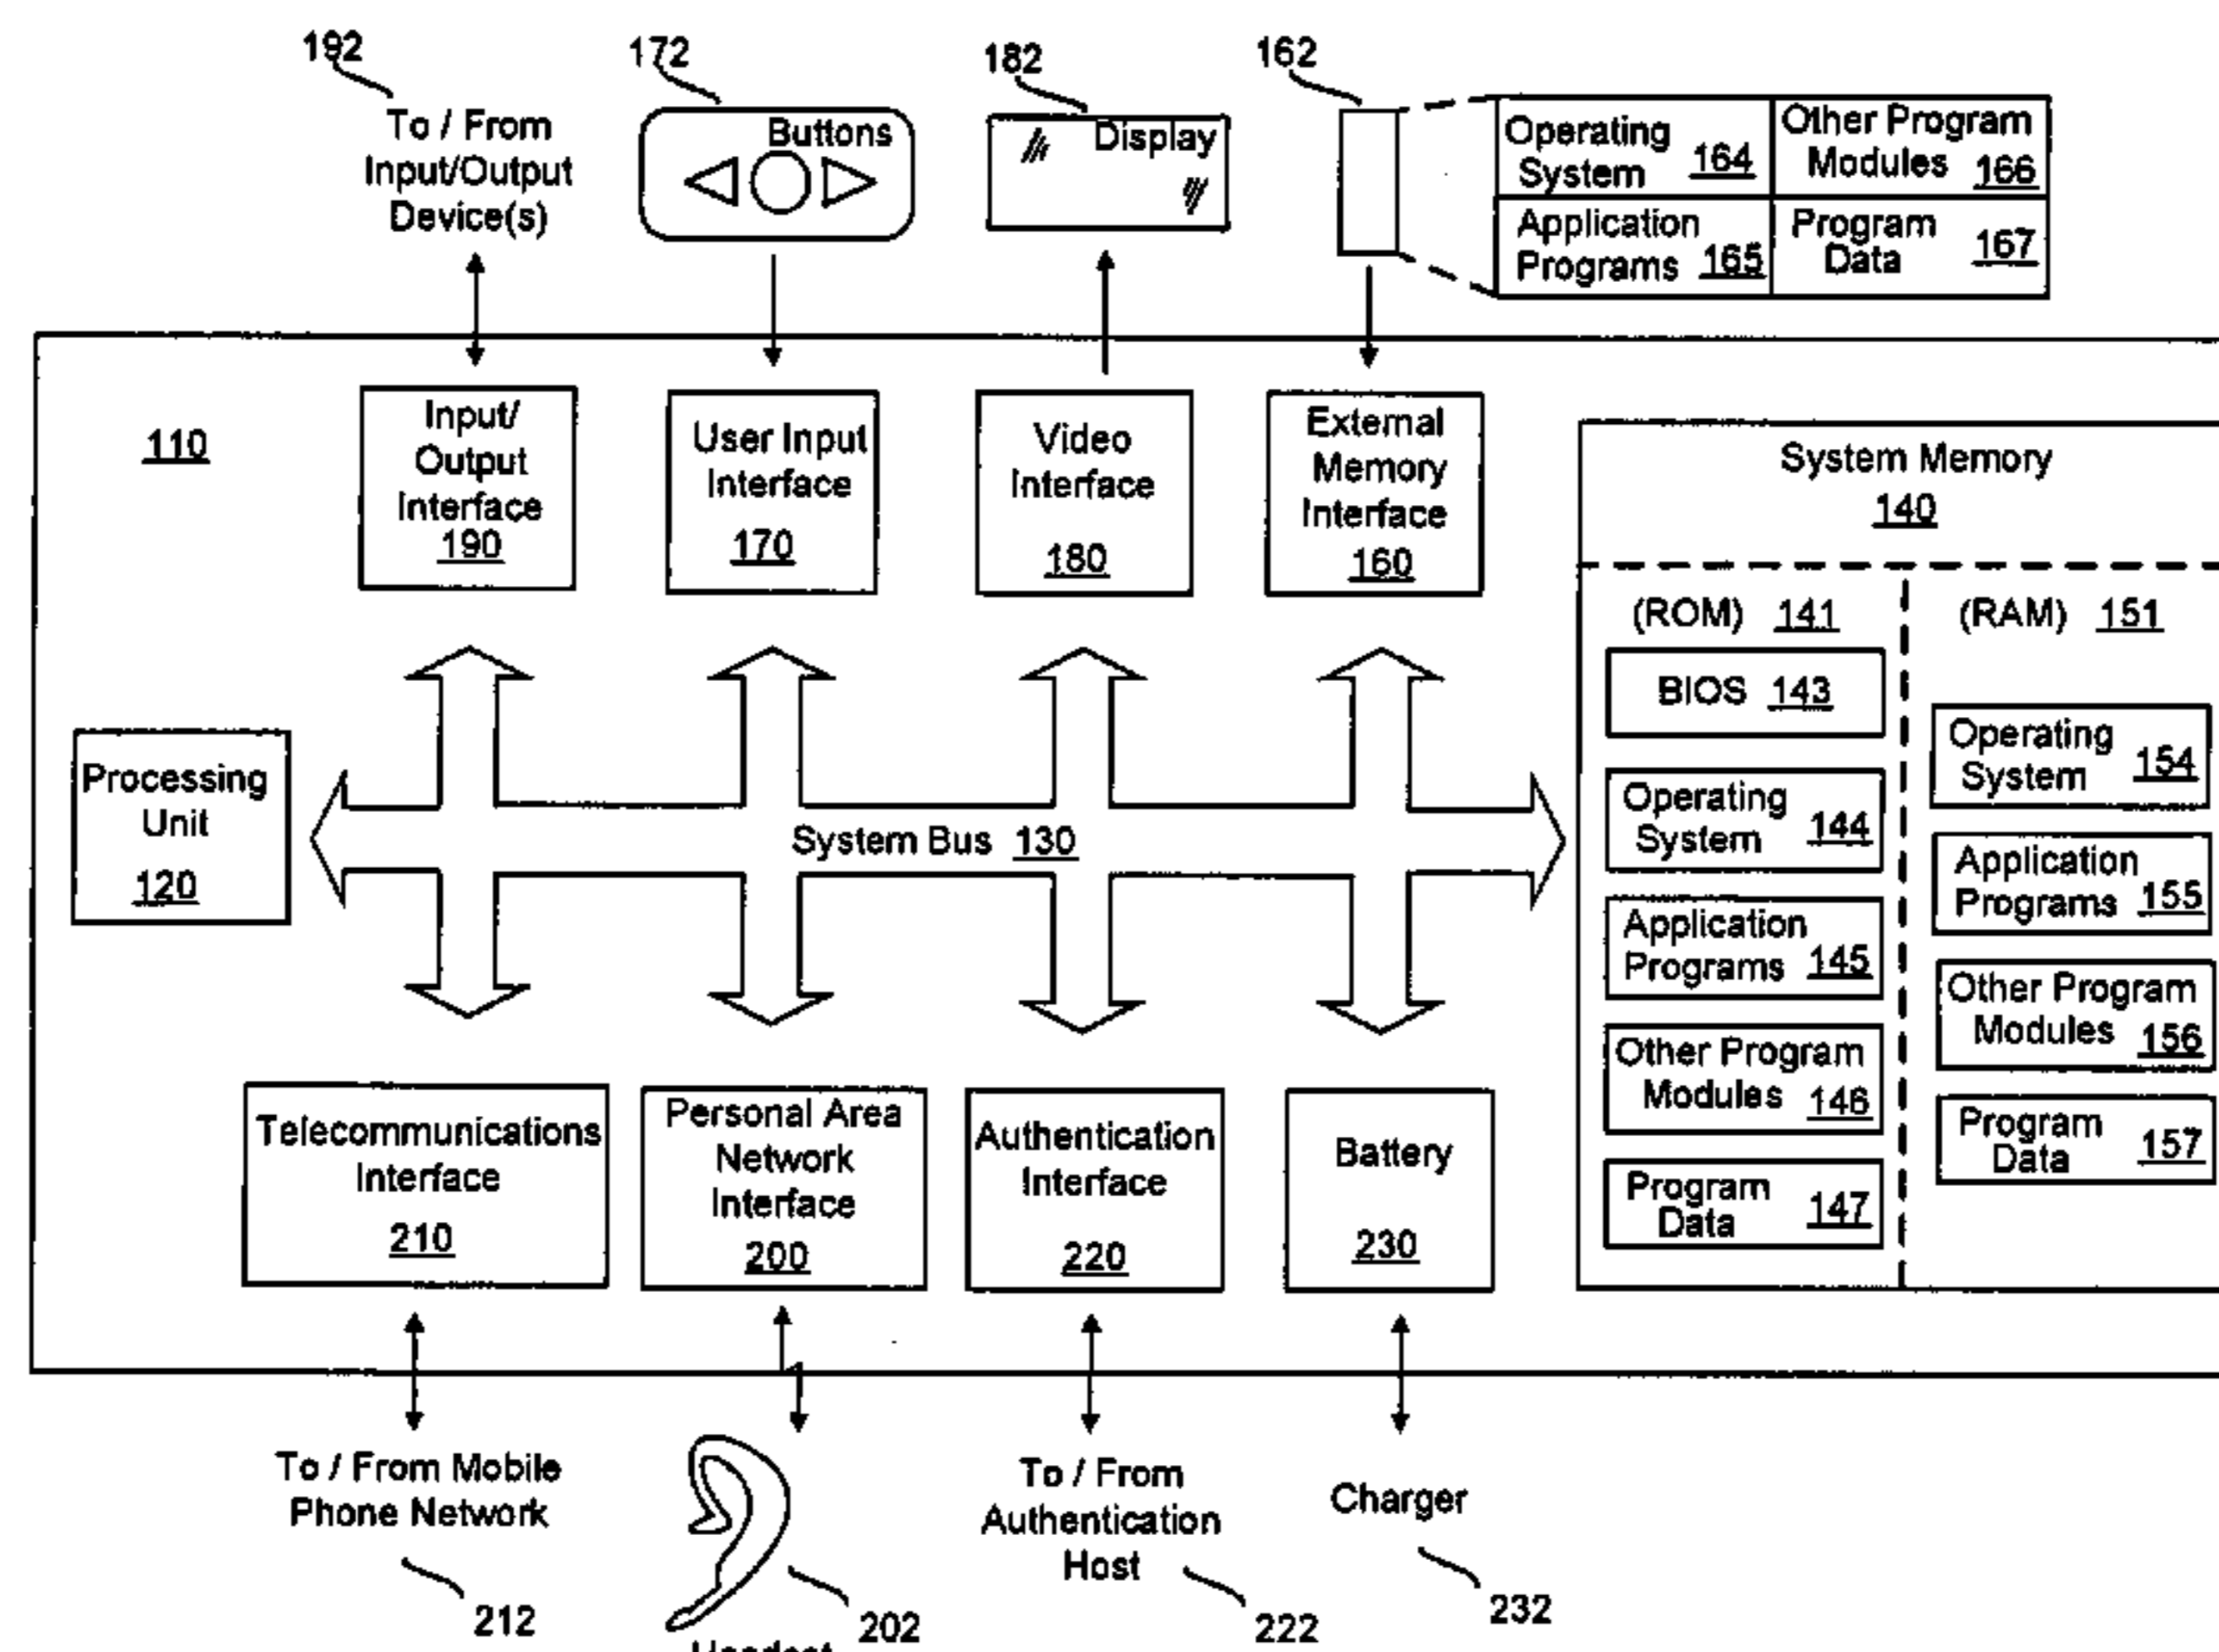 192
To / From
Input/Output
Device(s)
172
Buttons
182
Display
162
Operating
System 164
Other Program
Modules 166
Application
Programs 165
Program
Data 167
110
Input/
Output
Interface
190
User Input
Interface
170
Video
Interface
180
External
Memory
Interface
160
System Memory
140
(ROM) 141
BIOS 143
Operating
System 144
Application
Programs 145
Other Program
Modules 146
Program
Data 147
(RAM) 151
Operating
System 154
Application
Programs 155
Other Program
Modules 156
Program
Data 157
Processing
Unit
120
System Bus 130
Telecommunications
Interface
210
Personal Area
Network
Interface
200
Authentication
Interface
220
Battery
230
To / From Mobile
Phone Network
212
202
Headset
To / From
Authentication
Host
222
Charger
232